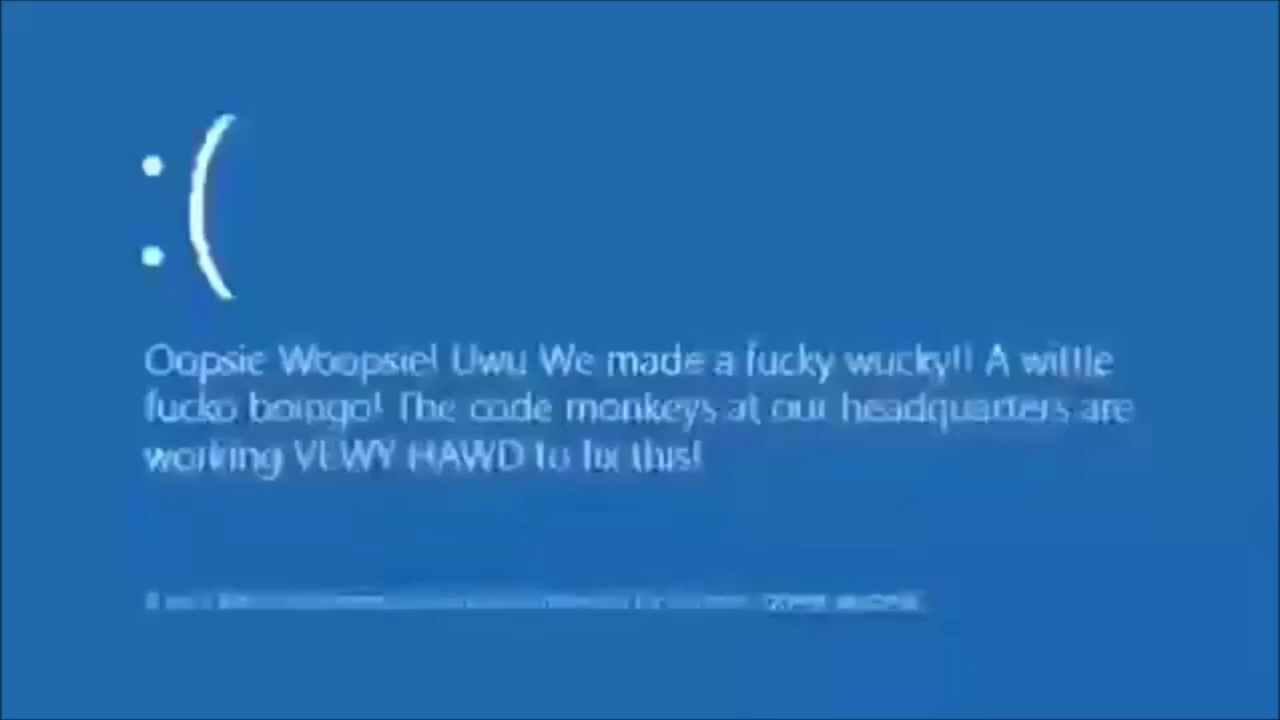 :(
Oopsie Woopsie! Uwu We made a fucky wucky!! A wittle
fucko boingo! The code monkeys at our headquarters are
working VEWY HAWD to fix this!